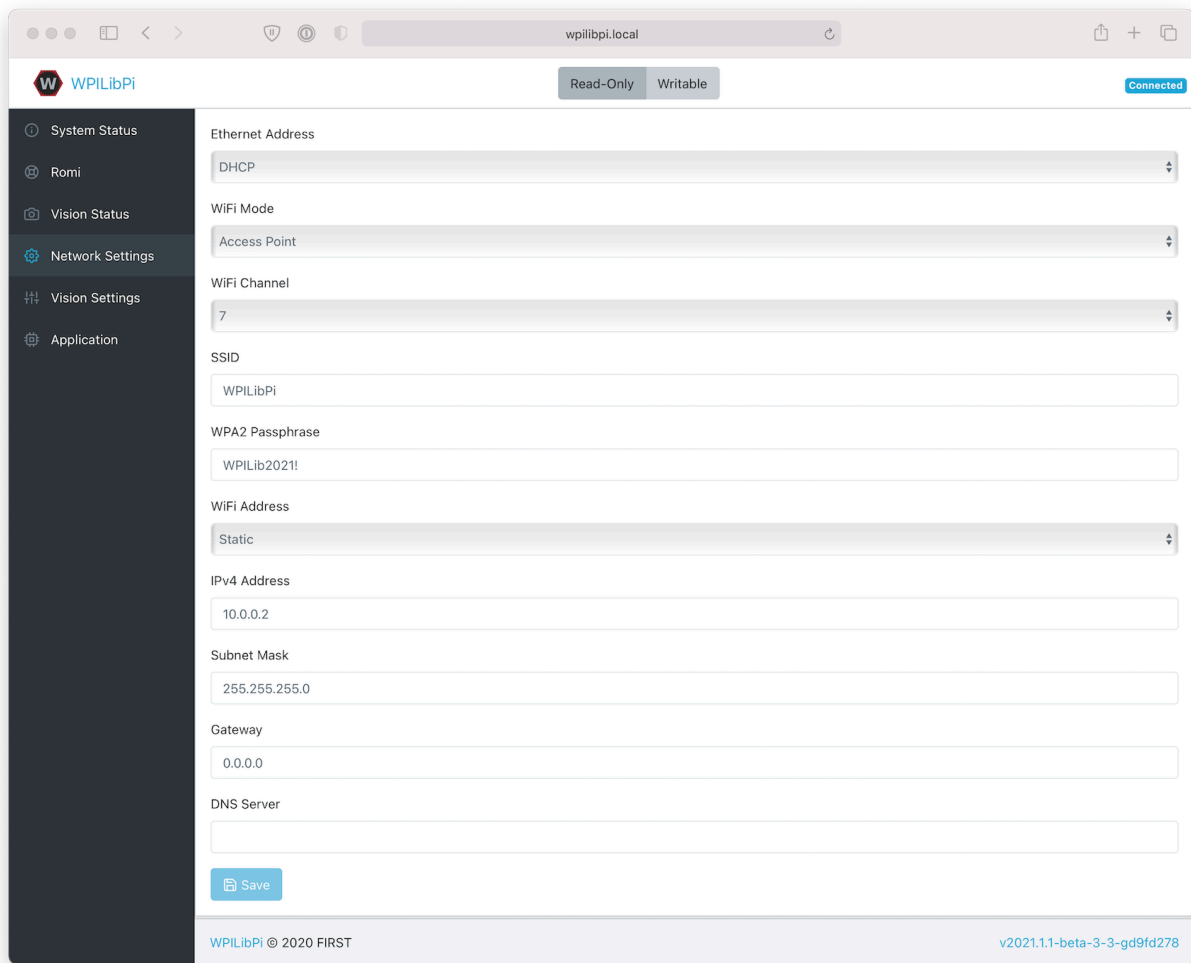 wpilibpi.local
W WPILibPi
Read-Only Writable
Connected
System Status
Romi
Vision Status
Network Settings
Vision Settings
Application
Ethernet Address
DHCP
WiFi Mode
Access Point
WiFi Channel
7
SSID
WPILibPi
WPA2 Passphrase
WPILib2021!
WiFi Address
Static
IPv4 Address
10.0.0.2
Subnet Mask
255.255.255.0
Gateway
0.0.0.0
DNS Server
Save
WPILibPi © 2020 FIRST
v2021.1.1-beta-3-3-gd9fd278